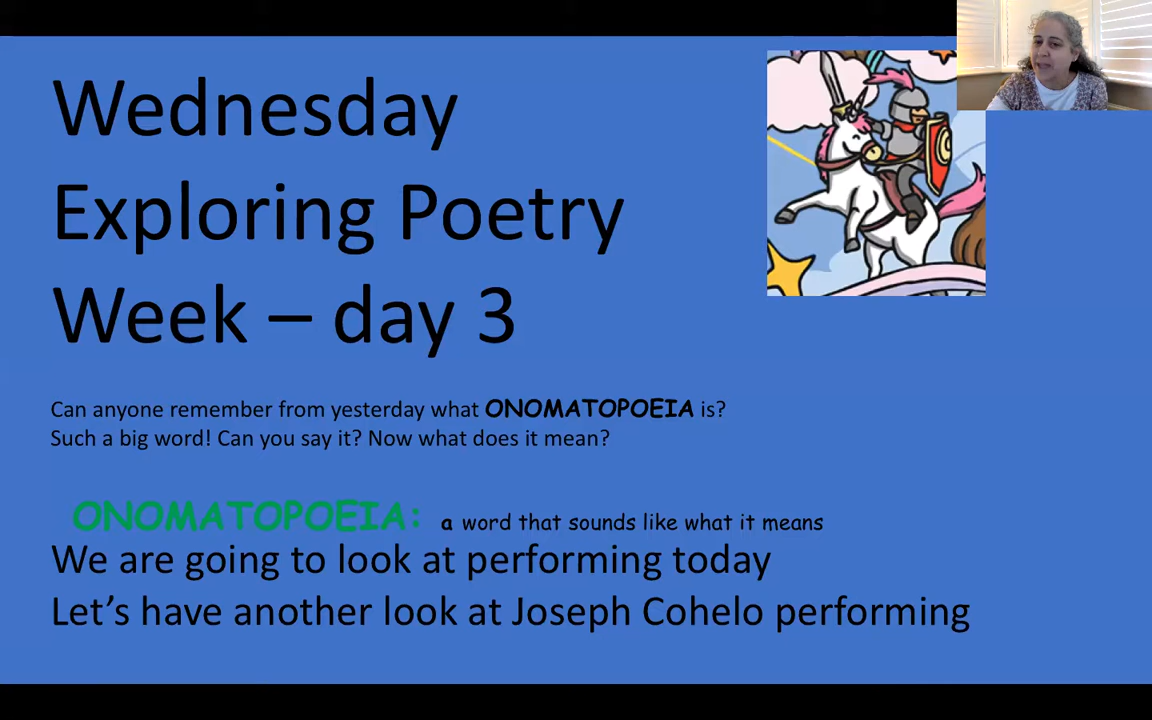 Wednesday
Exploring Poetry
Week – day 3
Can anyone remember from yesterday what ONOMATOPOEIA is?
Such a big word! Can you say it? Now what does it mean?
ONOMATOPOEIA: a word that sounds like what it means
We are going to look at performing today
Let's have another look at Joseph Cohelo performing